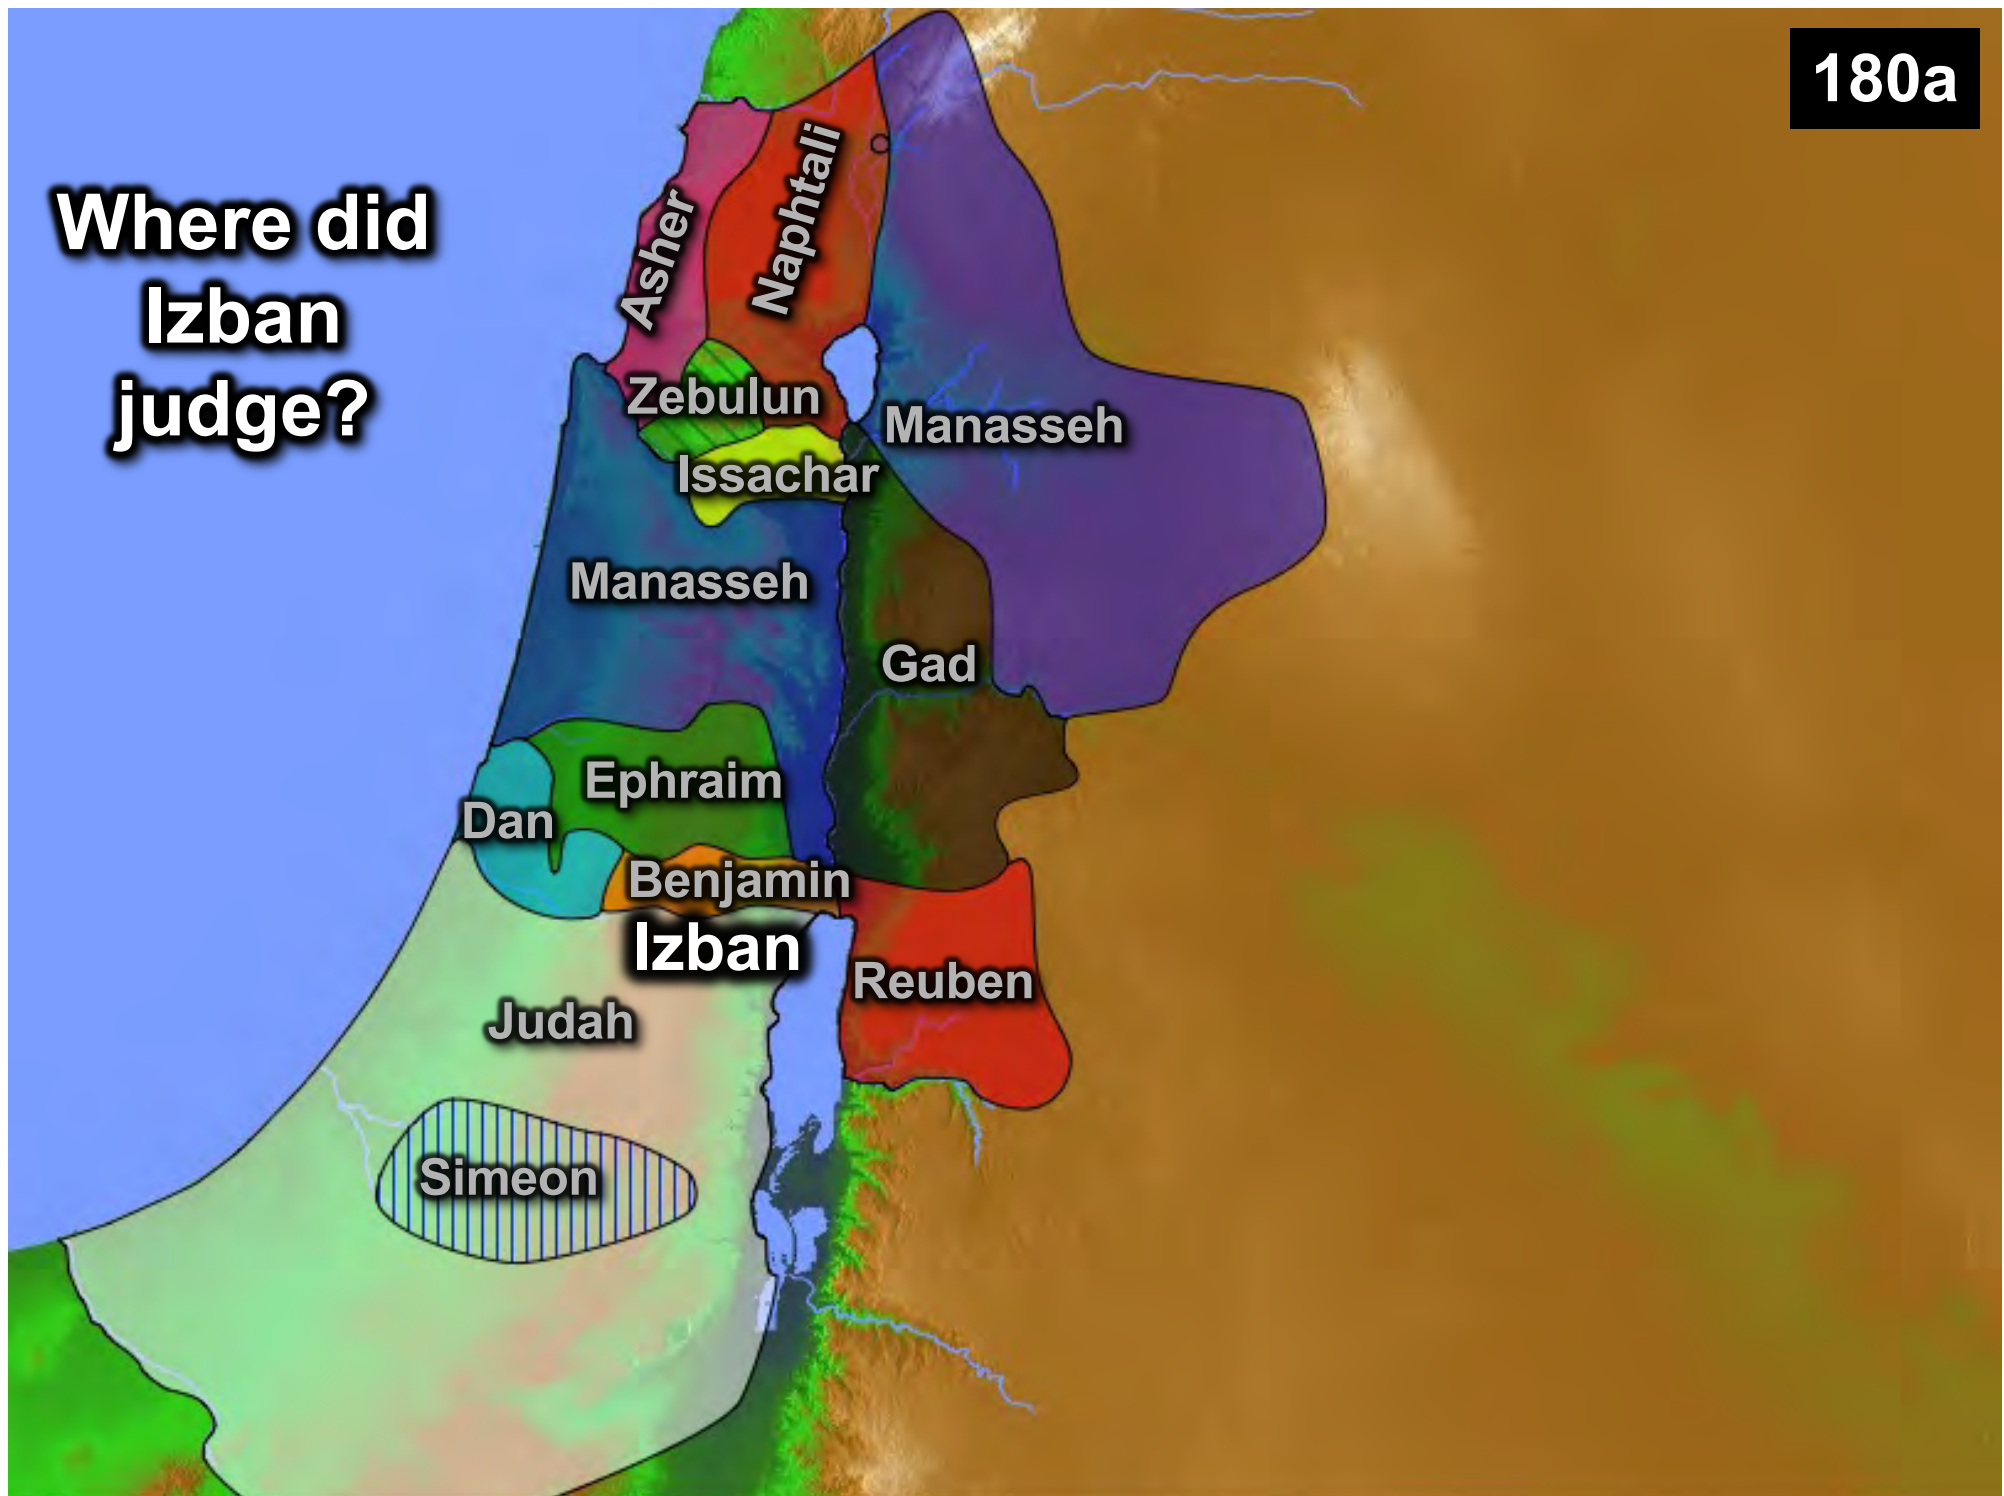 180a
Where did
Izban
judge?
Asher
Naphtali
Zebulun
Manasseh
Issachar
Manasseh
Gad
Ephraim
Dan
Benjamin
Izban
Reuben
Judah
Simeon